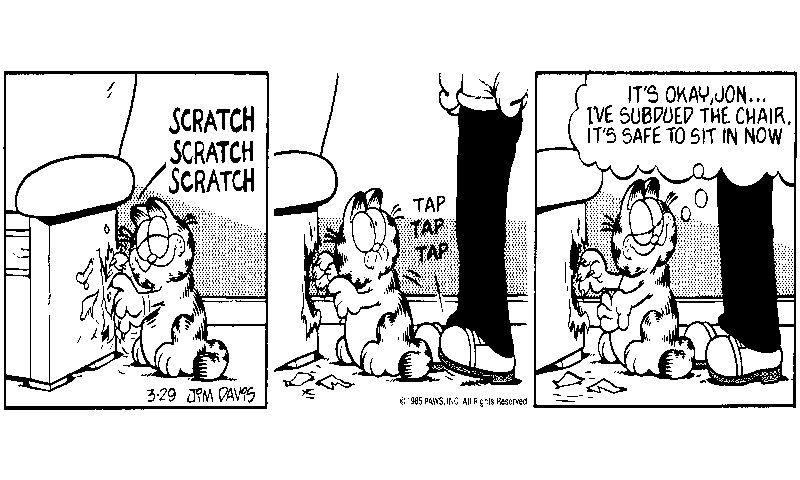 SCRATCH
SCRATCH
SCRATCH
3-29 JIM DAVIS
TAP
TAP
TAP
© 1985 PAWS, INC. All Rights Reserved
IT'S OKAY, JON...
I'VE SUBDUED THE CHAIR.
IT'S SAFE TO SIT IN NOW